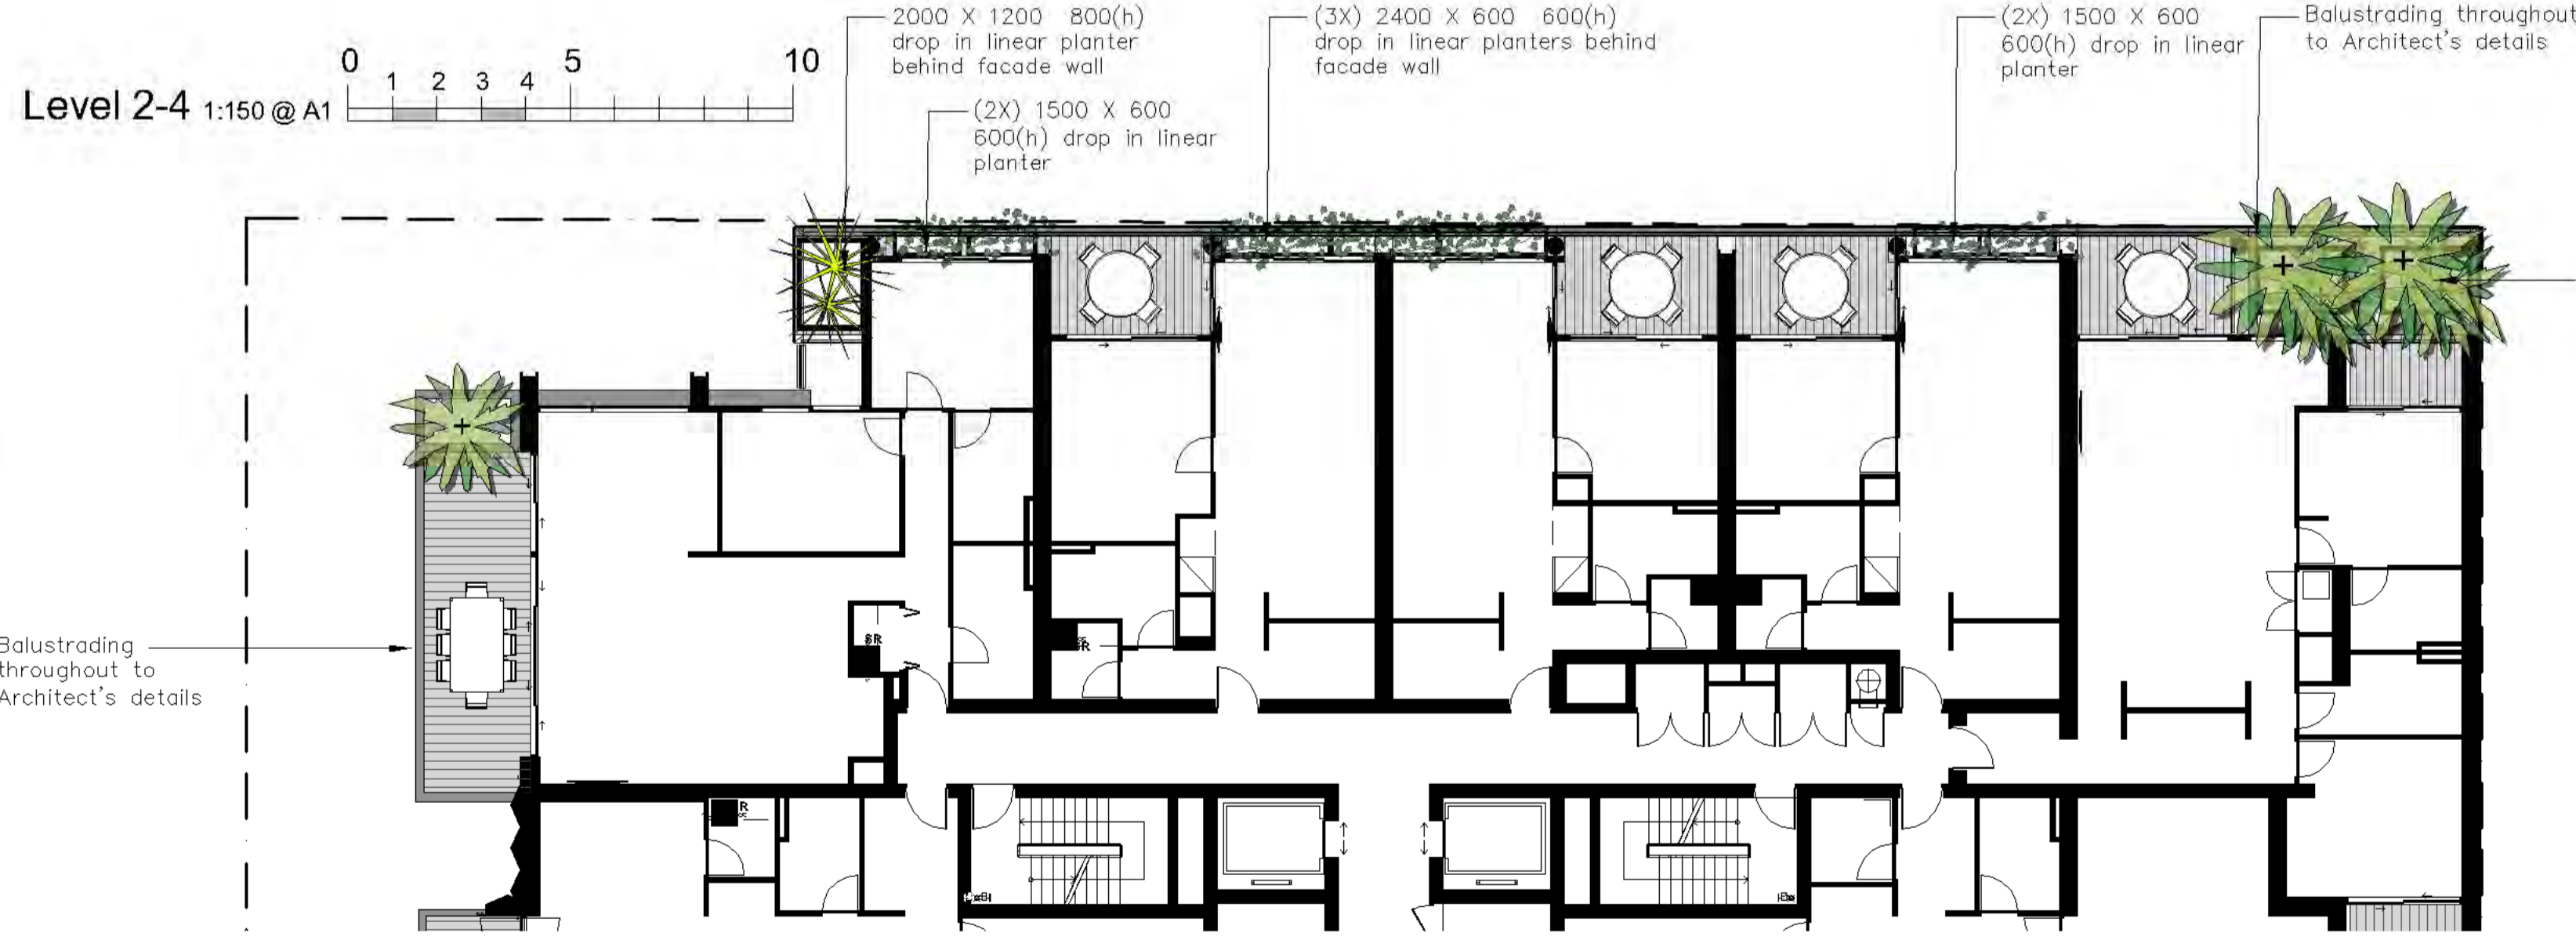 Level 2-4 1:150 @ A1
0 1 2 3 4 5 10
2000 X 1200 800(h)
drop in linear planter
behind facade wall
(2X) 1500 X 600
600(h) drop in linear
planter
(3X) 2400 X 600 600(h)
drop in linear planters behind
facade wall
(2X) 1500 X 600
600(h) drop in linear
planter
Balustrading throughout
to Architect's details
Balustrading
throughout to
Architect's details
SR
SR
R